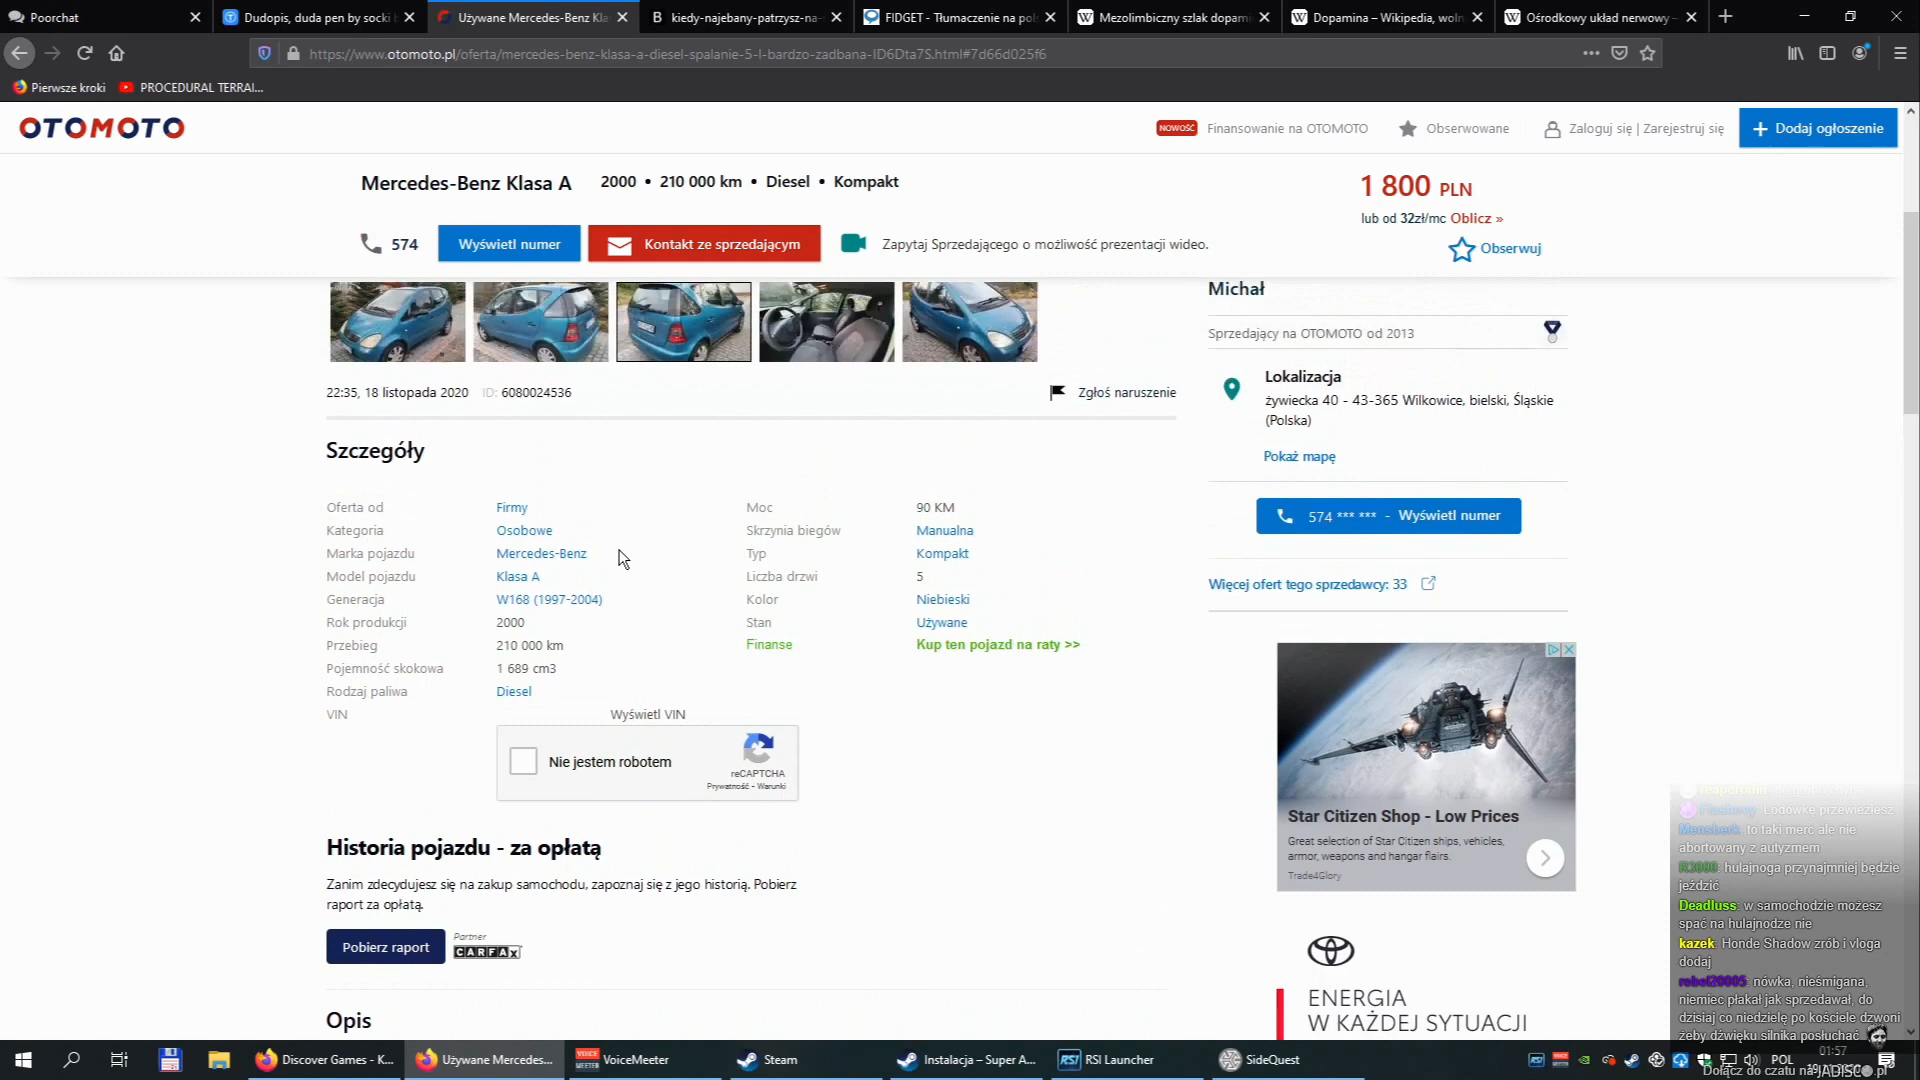 Poorchat
Dudopis, duda pen by socki
Używane Mercedes-Benz Kla
kiedy-najebany-patrzysz-na-
FIDGET - Tłumaczenie na pol
Mezolimbiczny szlak dopami
Dopamina – Wikipedia, woln
Ośrodkowy układ nerwowy –
https://www.otomoto.pl/oferta/mercedes-benz-klasa-a-diesel-spalanie-5-l-bardzo-zadbana-ID6Dta7S.html#7d66d025f6
Pierwsze kroki
PROCEDURAL TERRAI...
OTOMOTO
NOWOŚĆ Finansowanie na OTOMOTO
Obserwowane
Zaloguj się | Zarejestruj się
+ Dodaj ogłoszenie
Mercedes-Benz Klasa A
2000 • 210 000 km • Diesel • Kompakt
1 800 PLN
lub od 32zł/mc Oblicz »
574
Wyświetl numer
Kontakt ze sprzedającym
Zapytaj Sprzedającego o możliwość prezentacji wideo.
Obserwuj
22:35, 18 listopada 2020 ID: 6080024536
Zgłoś naruszenie
Szczegóły
Oferta od Firmy
Kategoria Osobowe
Marka pojazdu Mercedes-Benz
Model pojazdu Klasa A
Generacja W168 (1997-2004)
Rok produkcji 2000
Przebieg 210 000 km
Pojemność skokowa 1 689 cm3
Rodzaj paliwa Diesel
VIN Wyświetl VIN
Moc 90 KM
Skrzynia biegów Manualna
Typ Kompakt
Liczba drzwi 5
Kolor Niebieski
Stan Używane
Finanse Kup ten pojazd na raty >>
Nie jestem robotem
reCAPTCHA
Prywatność - Warunki
Historia pojazdu - za opłatą
Zanim zdecydujesz się na zakup samochodu, zapoznaj się z jego historią. Pobierz
raport za opłatą.
Pobierz raport
Partner
CARFAX
Opis
Michał
Sprzedający na OTOMOTO od 2013
Lokalizacja
żywiecka 40 - 43-365 Wilkowice, bielski, Śląskie
(Polska)
Pokaż mapę
574 *** *** - Wyświetl numer
Więcej ofert tego sprzedawcy: 33
Star Citizen Shop - Low Prices
Great selection of Star Citizen ships, vehicles,
armor, weapons and hangar flairs.
Trade4Glory
ENERGIA
W KAŻDEJ SYTUACJI
Lodówkę przewieziesz
Mensberk: to taki merc ale nie
abortowany z autyzmem
hulajnoga przynajmniej będzie
jeździć
Deadluss: w samochodzie możesz
spać na hulajnodze nie
kazek: Honde Shadow zrób i vloga
dodaj
robol20005: nówka, nieśmigana,
niemiec płakał jak sprzedawał, do
dzisiaj co niedzielę po kościele dzwoni
żeby dźwięku silnika posłuchać
Discover Games - K...
Używane Mercedes...
VoiceMeeter
Steam
Instalacja – Super A...
RSI Launcher
SideQuest
POL
01:57
Dołącz do czatu na JADISCO.pl